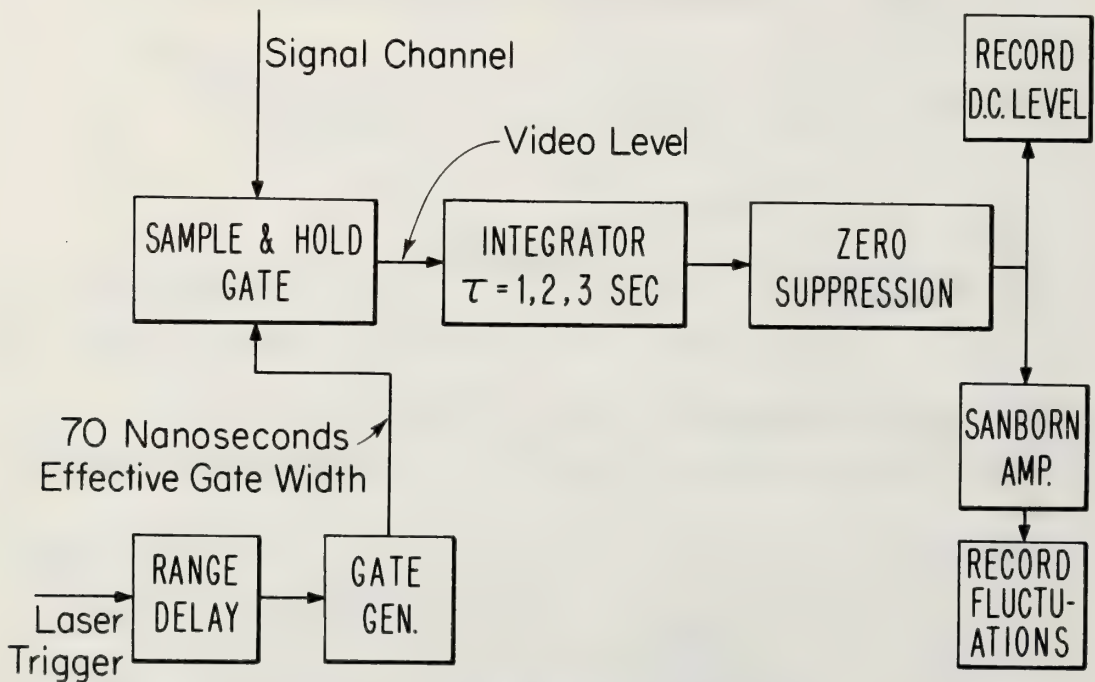 Signal Channel
RECORD
D.C. LEVEL
Video Level
SAMPLE & HOLD
GATE
INTEGRATOR
τ = 1, 2, 3 SEC
ZERO
SUPPRESSION
70 Nanoseconds
Effective Gate Width
SANBORN
AMP.
RANGE
DELAY
GATE
GEN.
RECORD
FLUCTU-
ATIONS
Laser
Trigger